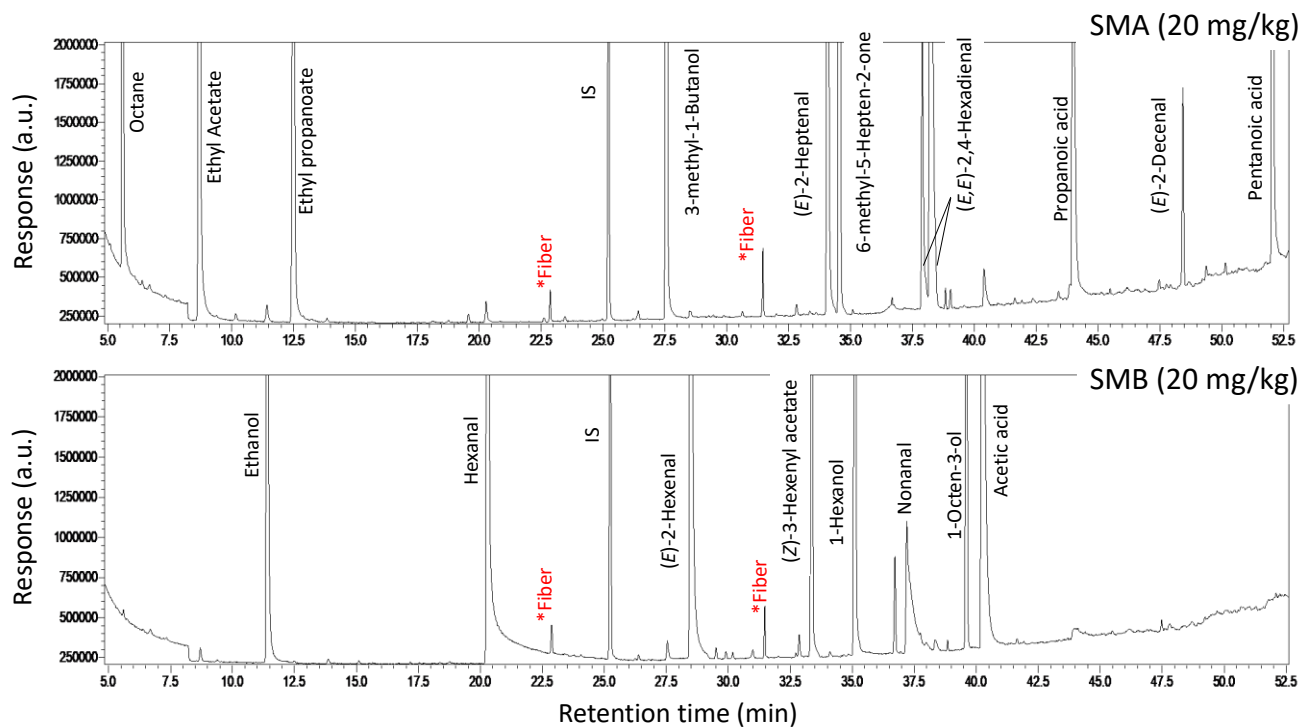 SMA (20 mg/kg)
Response (a.u.)
2000000
1750000
1500000
1250000
1000000
750000
500000
250000
Octane
Ethyl Acetate
Ethyl propanoate
*Fiber
IS
3-methyl-1-Butanol
*Fiber
(E)-2-Heptenal
6-methyl-5-Hepten-2-one
(E,E)-2,4-Hexadienal
Propanoic acid
(E)-2-Decenal
Pentanoic acid
5.0 7.5 10.0 12.5 15.0 17.5 20.0 22.5 25.0 27.5 30.0 32.5 35.0 37.5 40.0 42.5 45.0 47.5 50.0 52.5
SMB (20 mg/kg)
Response (a.u.)
2000000
1750000
1500000
1250000
1000000
750000
500000
250000
Ethanol
Hexanal
*Fiber
IS
(E)-2-Hexenal
*Fiber
(Z)-3-Hexenyl acetate
1-Hexanol
Nonanal
1-Octen-3-ol
Acetic acid
5.0 7.5 10.0 12.5 15.0 17.5 20.0 22.5 25.0 27.5 30.0 32.5 35.0 37.5 40.0 42.5 45.0 47.5 50.0 52.5
Retention time (min)